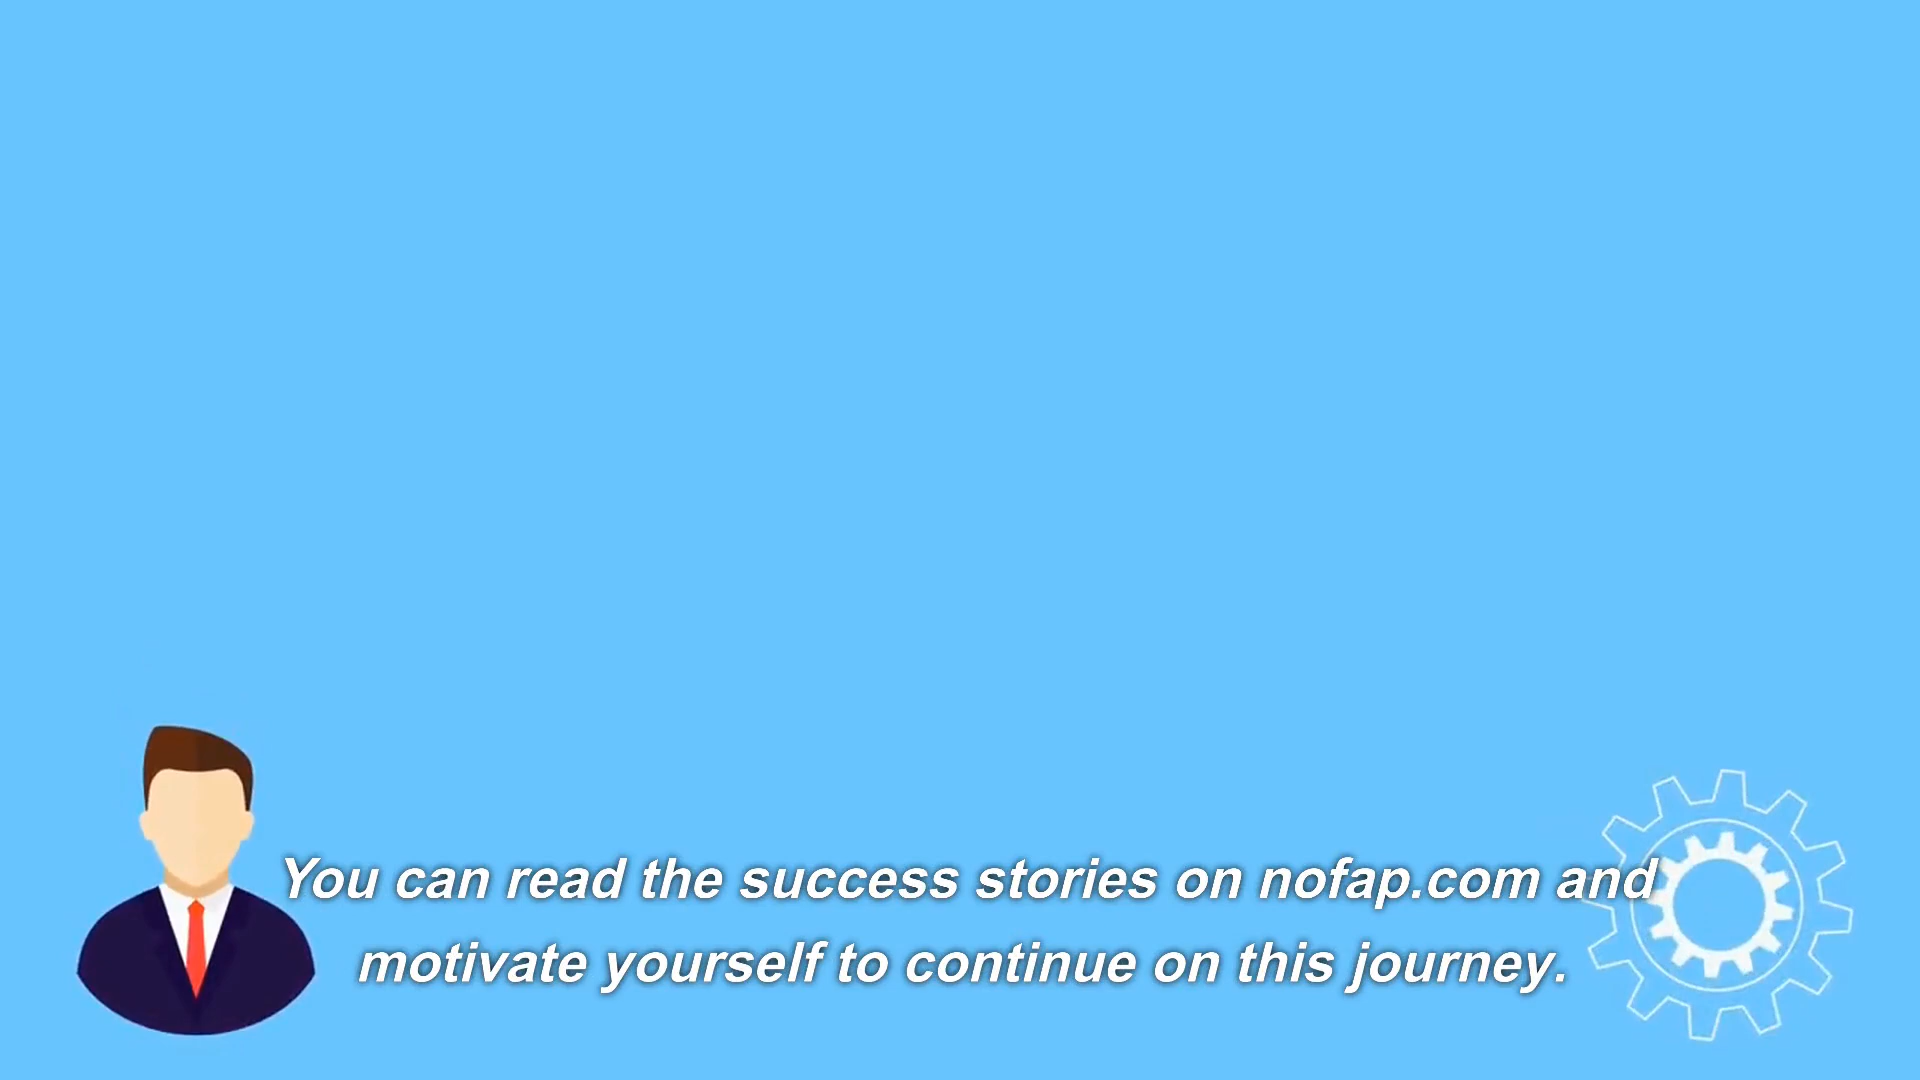 You can read the success stories on nofap.com and
motivate yourself to continue on this journey.